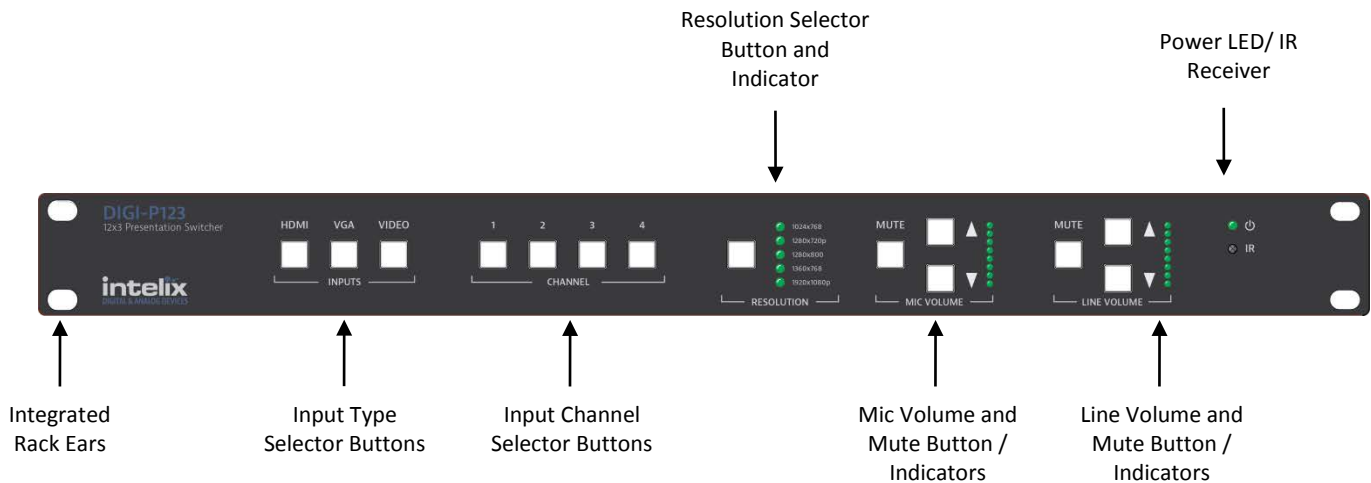 Resolution Selector
Button and
Indicator
Power LED/ IR
Receiver
DIGI-P123
12x3 Presentation Switcher
HDMI VGA VIDEO
INPUTS
1 2 3 4
CHANNEL
1024x768
1280x720p
1280x800
1360x768
1920x1080p
RESOLUTION
MUTE
MIC VOLUME
MUTE
LINE VOLUME
IR
intelix
DIGITAL & ANALOG DEVICES
Integrated
Rack Ears
Input Type
Selector Buttons
Input Channel
Selector Buttons
Mic Volume and
Mute Button /
Indicators
Line Volume and
Mute Button /
Indicators